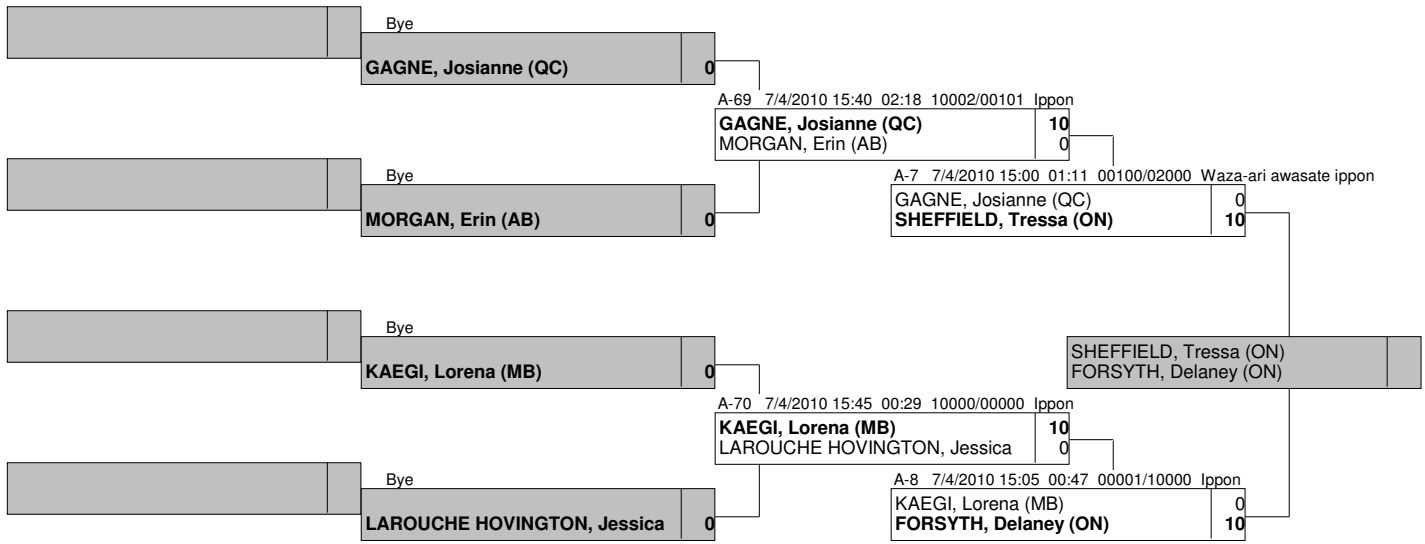 Bye
GAGNE, Josianne (QC) 0
A-69 7/4/2010 15:40 02:18 10002/00101 Ippon
GAGNE, Josianne (QC) 10
MORGAN, Erin (AB) 0
Bye
MORGAN, Erin (AB) 0
A-7 7/4/2010 15:00 01:11 00100/02000 Waza-ari awasate ippon
GAGNE, Josianne (QC) 0
SHEFFIELD, Tressa (ON) 10
Bye
KAEGI, Lorena (MB) 0
SHEFFIELD, Tressa (ON)
FORSYTH, Delaney (ON)
A-70 7/4/2010 15:45 00:29 10000/00000 Ippon
KAEGI, Lorena (MB) 10
LAROUCHE HOVINGTON, Jessica 0
Bye
LAROUCHE HOVINGTON, Jessica 0
A-8 7/4/2010 15:05 00:47 00001/10000 Ippon
KAEGI, Lorena (MB) 0
FORSYTH, Delaney (ON) 10